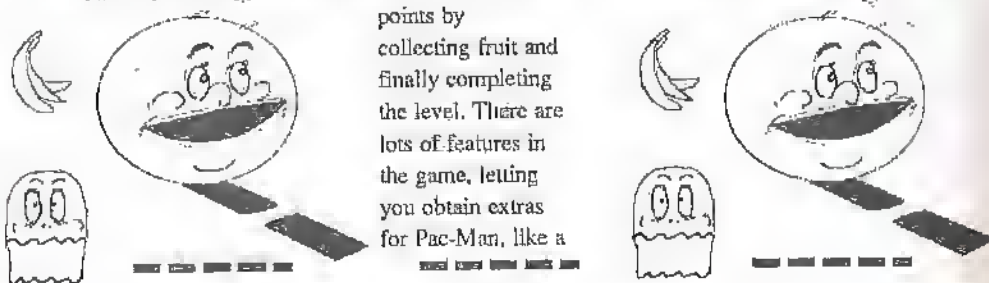 points by
collecting fruit and
finally completing
the level. There are
lots of features in
the game, letting
you obtain extras
for Pac-Man, like a